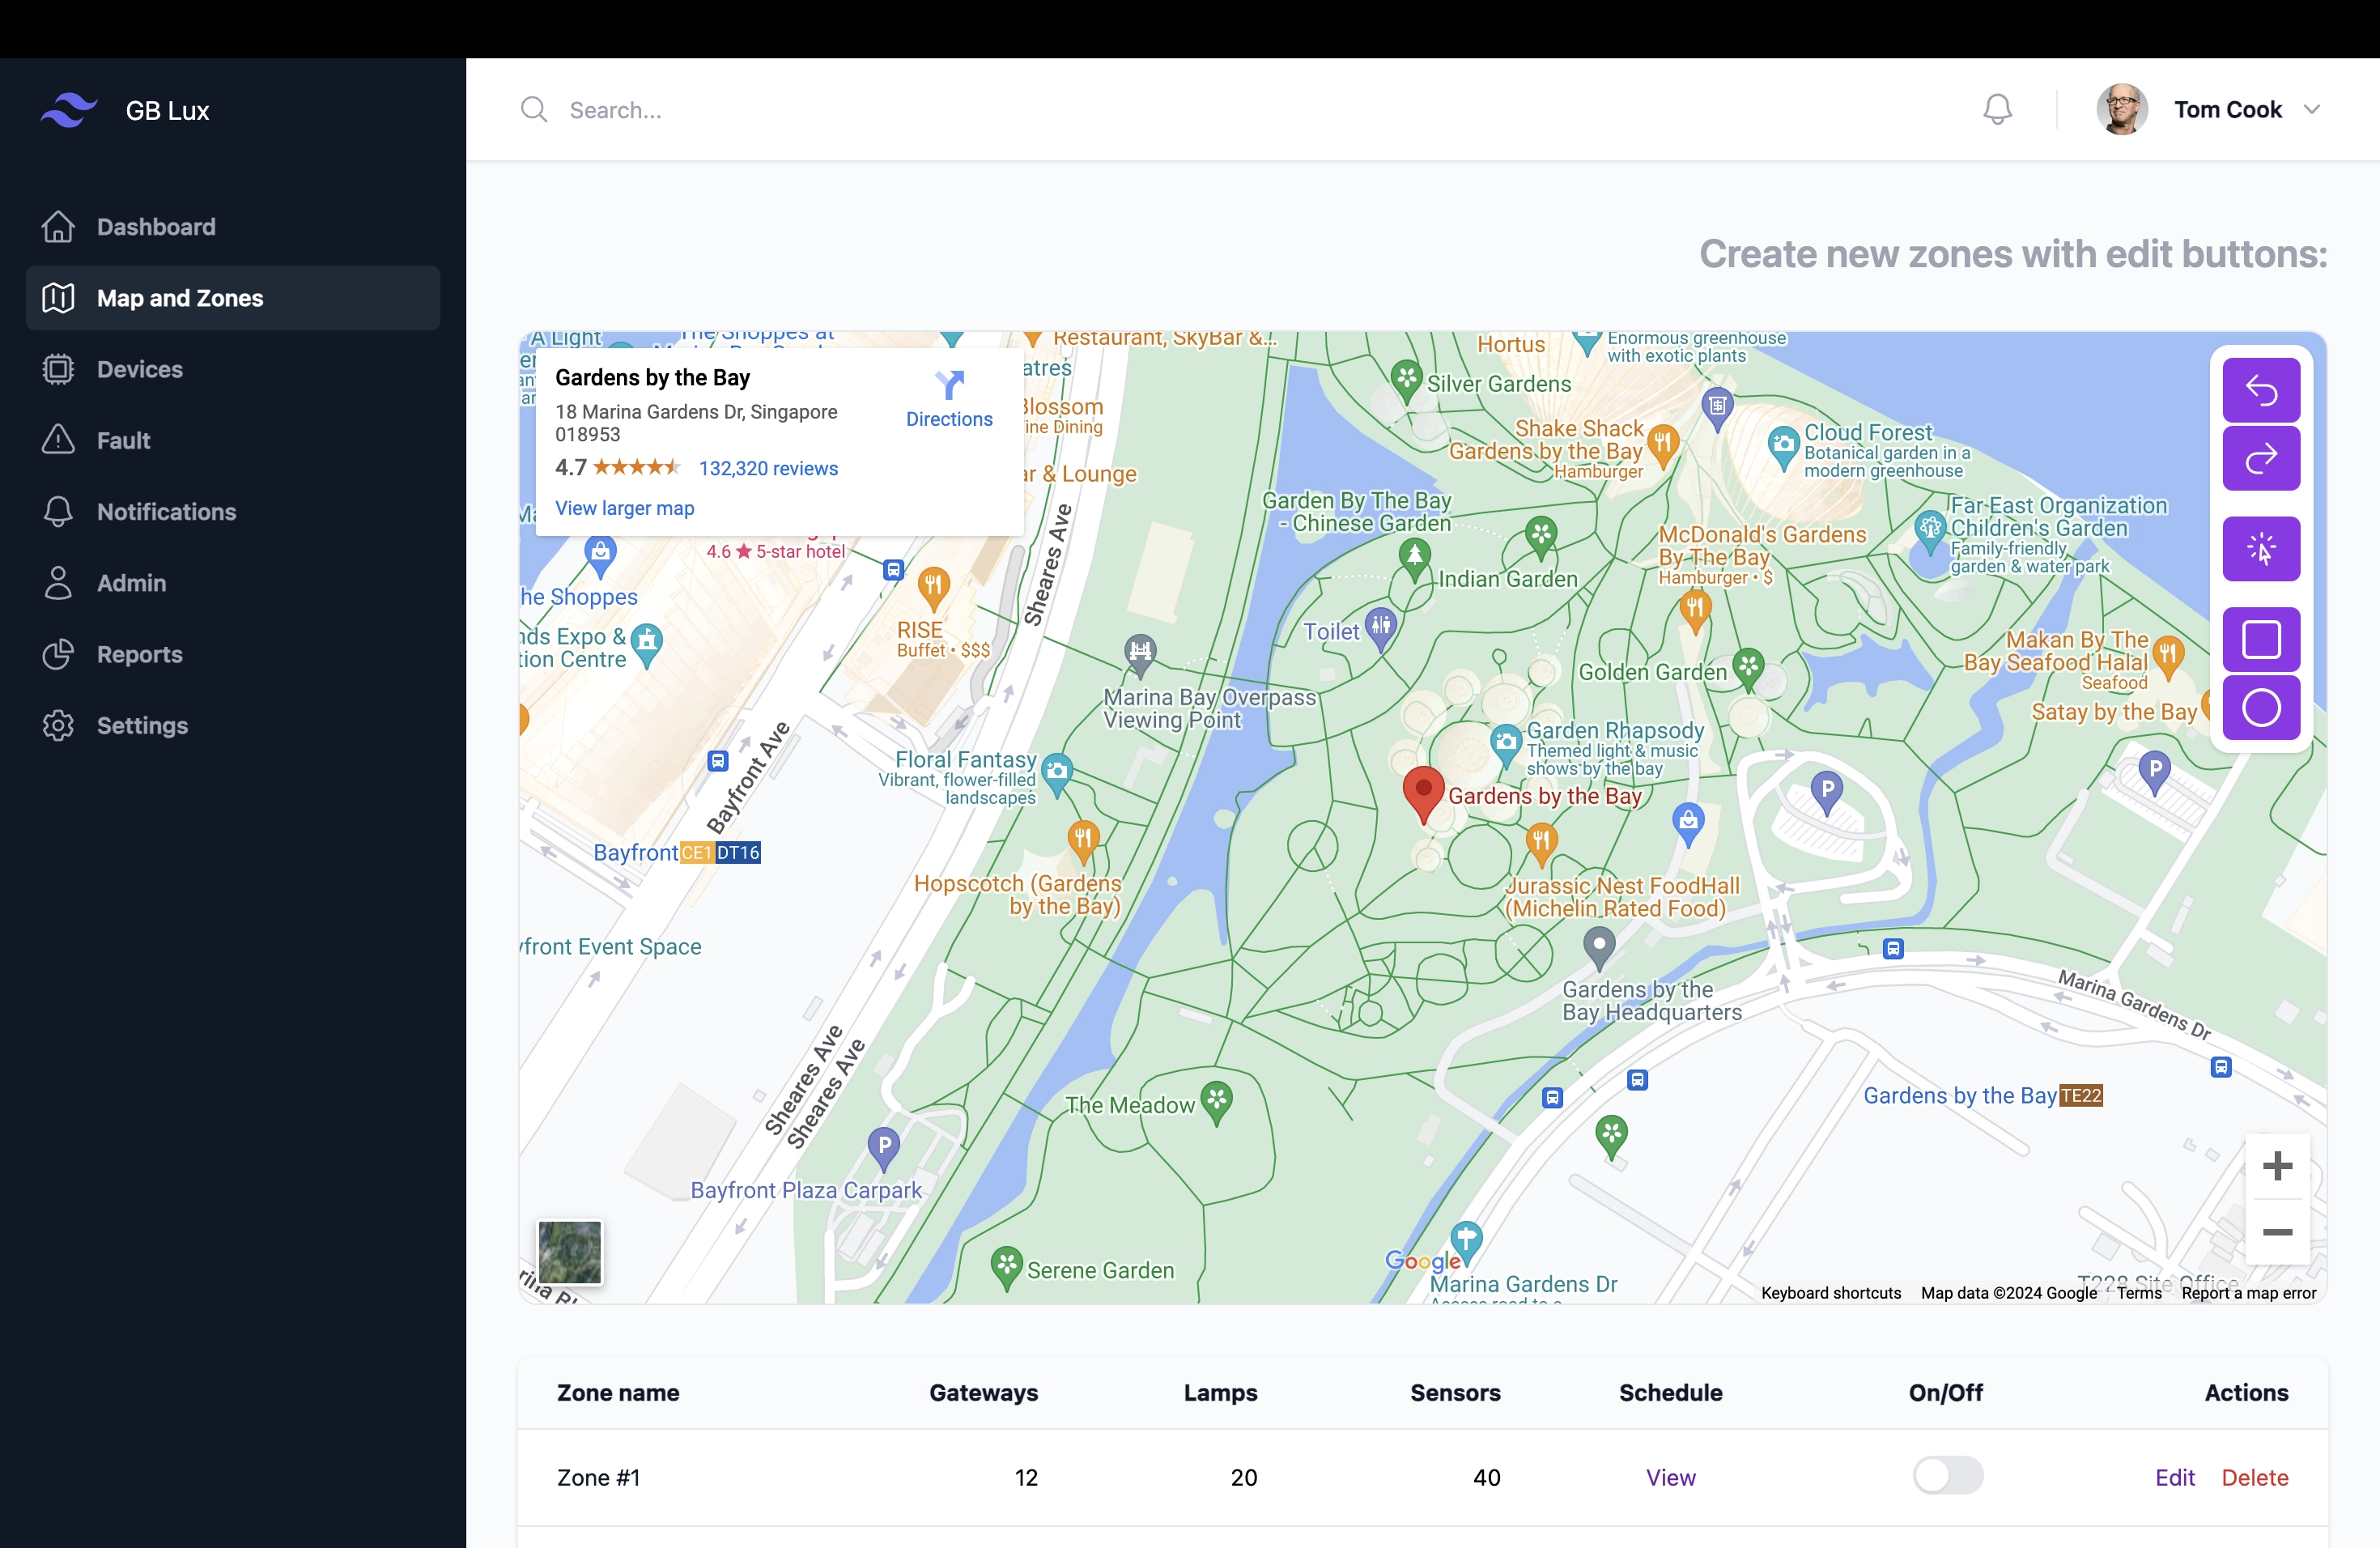 GB Lux
Search...
Tom Cook
Dashboard
Map and Zones
Devices
Fault
Notifications
Admin
Reports
Settings
Create new zones with edit buttons:
Gardens by the Bay
18 Marina Gardens Dr, Singapore
018953
4.7
132,320 reviews
View larger map
Directions
A Light
The Shoppes at
Restaurant, SkyBar &...
atres
Blossom
ine Dining
ar & Lounge
4.6 ★ 5-star hotel
he Shoppes
nds Expo &
tion Centre
RISE
Buffet • $$$
Sheares Ave
Hortus
Enormous greenhouse
with exotic plants
Silver Gardens
Shake Shack
Gardens by the Bay
Hamburger
Cloud Forest
Botanical garden in a
modern greenhouse
Garden By The Bay
- Chinese Garden
Indian Garden
McDonald's Gardens
By The Bay
Hamburger • $
Far East Organization
Children's Garden
Family-friendly
garden & water park
Toilet
Golden Garden
Makan By The
Bay Seafood Halal
Seafood
Satay by the Bay
Marina Bay Overpass
Viewing Point
Garden Rhapsody
Themed light & music
shows by the bay
Gardens by the Bay
Floral Fantasy
Vibrant, flower-filled
landscapes
Bayfront Ave
Bayfront CE1 DT16
P
P
Hopscotch (Gardens
by the Bay)
Jurassic Nest FoodHall
(Michelin Rated Food)
yfront Event Space
Gardens by the
Bay Headquarters
Marina Gardens Dr
Sheares Ave
Sheares Ave
Gardens by the Bay TE22
The Meadow
P
Bayfront Plaza Carpark
Serene Garden
Google
Marina Gardens Dr
T228 Site Office
Keyboard shortcuts
Map data ©2024 Google
Terms
Report a map error
Zone name Gateways Lamps Sensors Schedule On/Off Actions
Zone #1 12 20 40 View Edit Delete